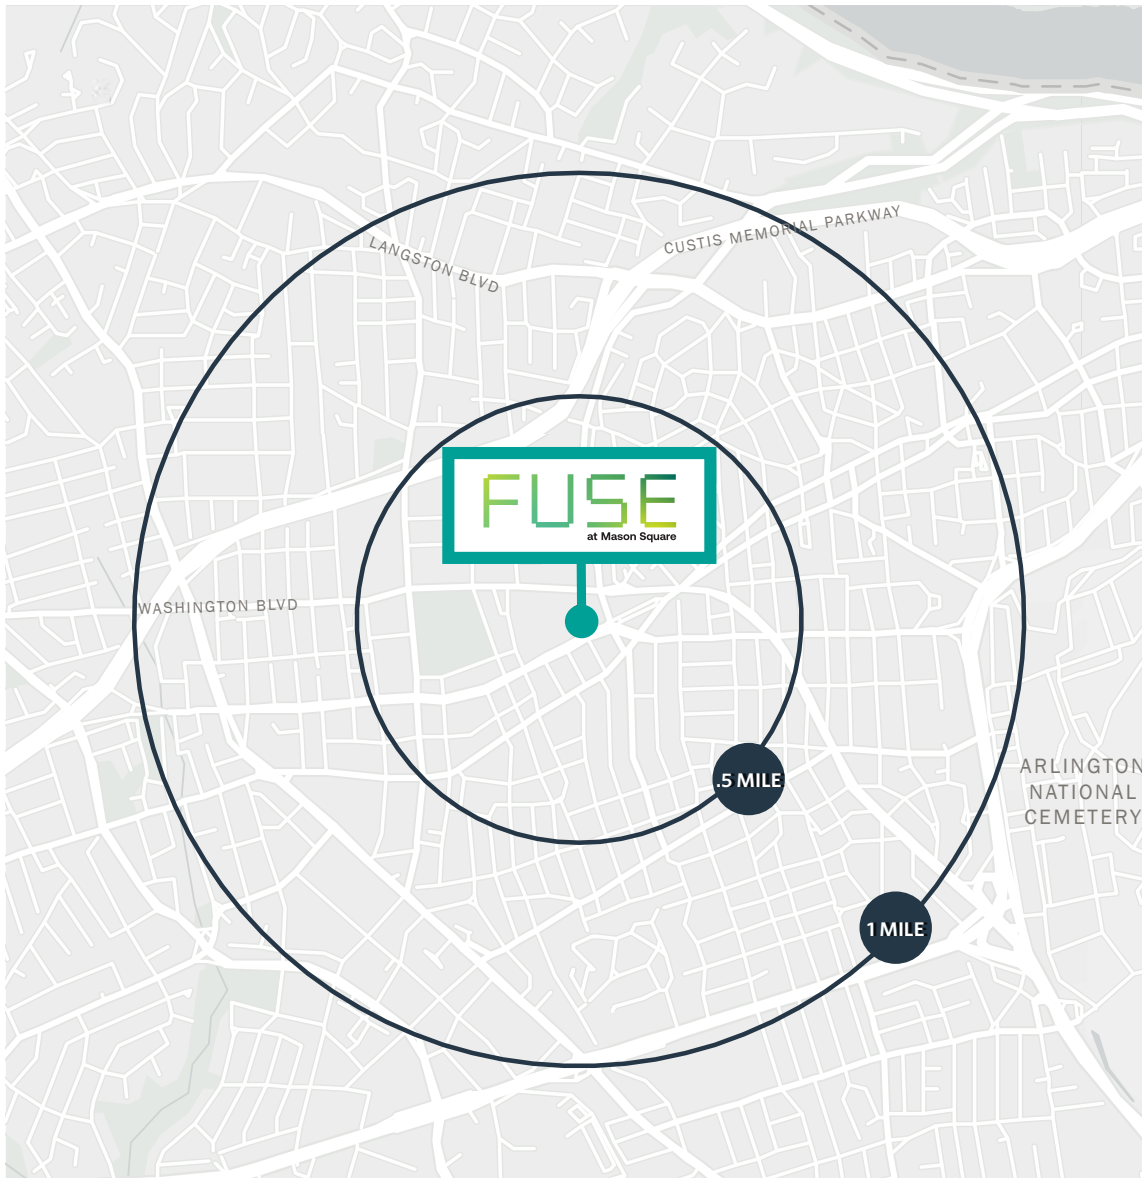 LANGSTON BLVD
CUSTIS MEMORIAL PARKWAY
FUSE
at Mason Square
WASHINGTON BLVD
.5 MILE
ARLINGTON
NATIONAL
CEMETERY
1 MILE